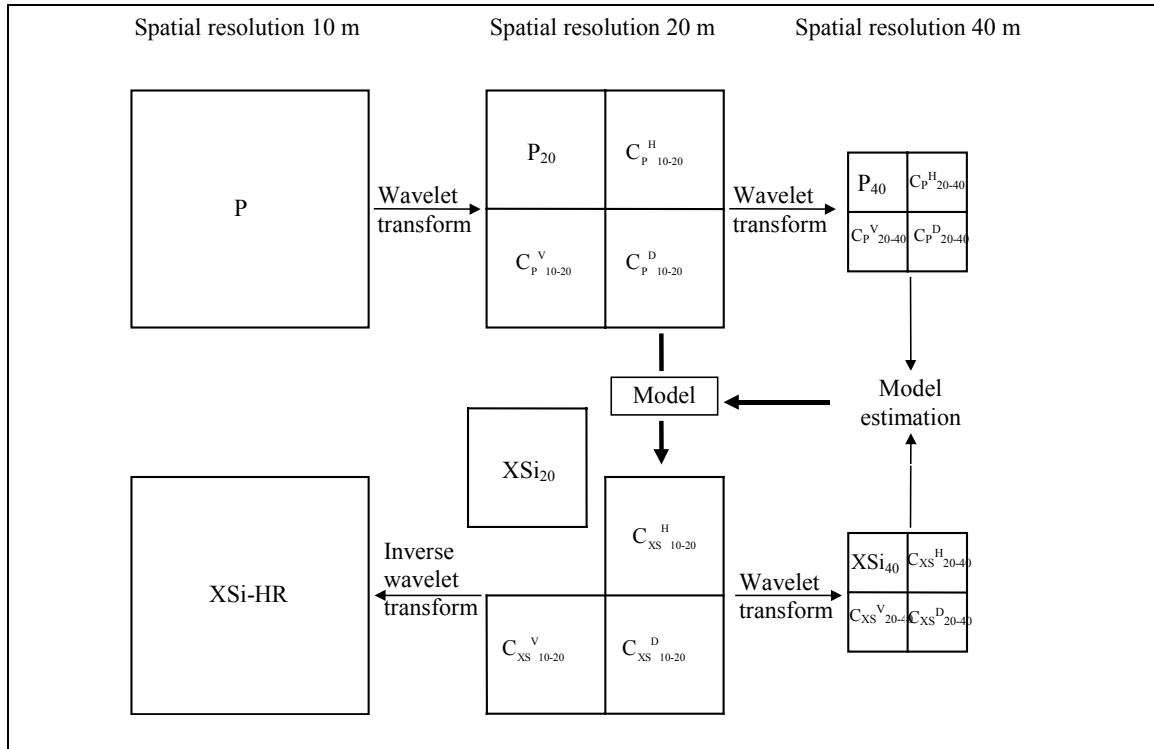 Spatial resolution 10 m
Spatial resolution 20 m
Spatial resolution 40 m
P
Wavelet
transform
P₂₀
C_P^H 10-20
C_P^V 10-20
C_P^D 10-20
Wavelet
transform
P₄₀
C_P^H 20-40
C_P^V 20-40
C_P^D 20-40
Model
Model
estimation
XSi₂₀
XSi-HR
Inverse
wavelet
transform
C_XS^H 10-20
C_XS^V 10-20
C_XS^D 10-20
Wavelet
transform
XSi₄₀
C_XS^H 20-40
C_XS^V 20-40
C_XS^D 20-40